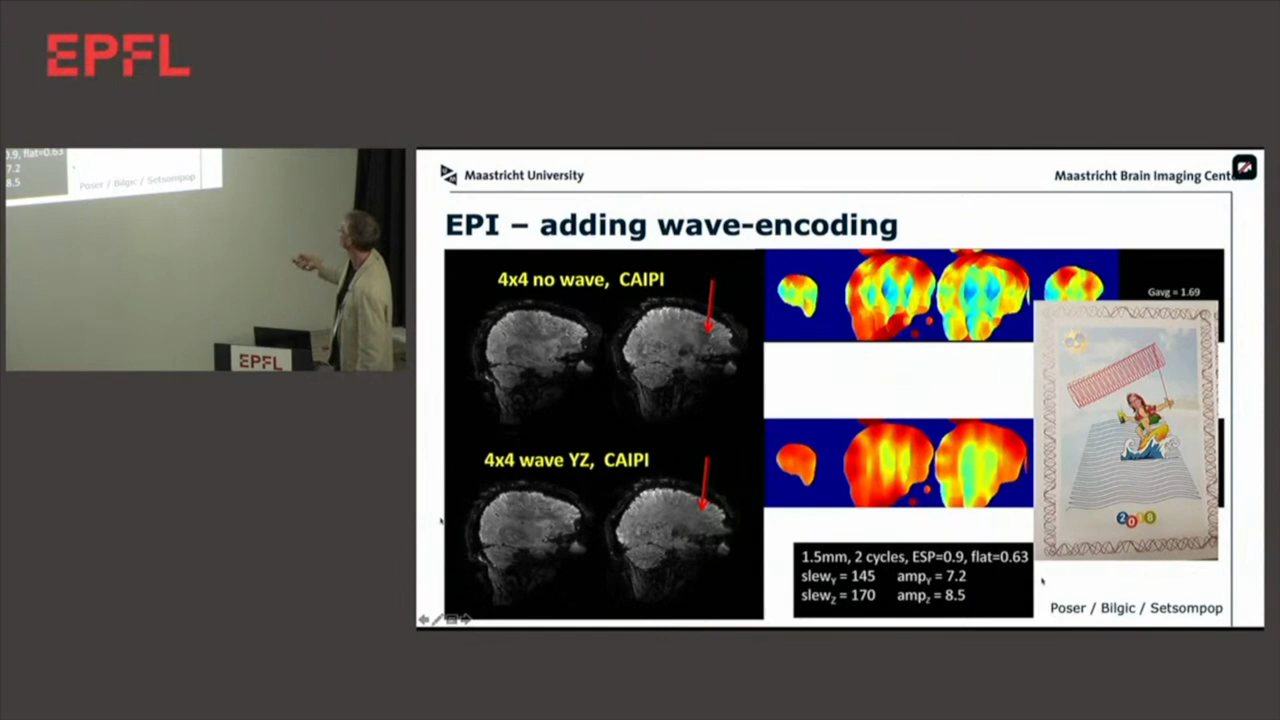 EPFL
0.9, flat=0.63
7.2
8.5
Poser / Bilgic / Setsompop
EPFL
Maastricht University
Maastricht Brain Imaging Cent
EPI – adding wave-encoding
4x4 no wave, CAIPI
Gavg = 1.69
4x4 wave YZ, CAIPI
2018
1.5mm, 2 cycles, ESP=0.9, flat=0.63
slewY = 145 ampY = 7.2
slewZ = 170 ampZ = 8.5
Poser / Bilgic / Setsompop